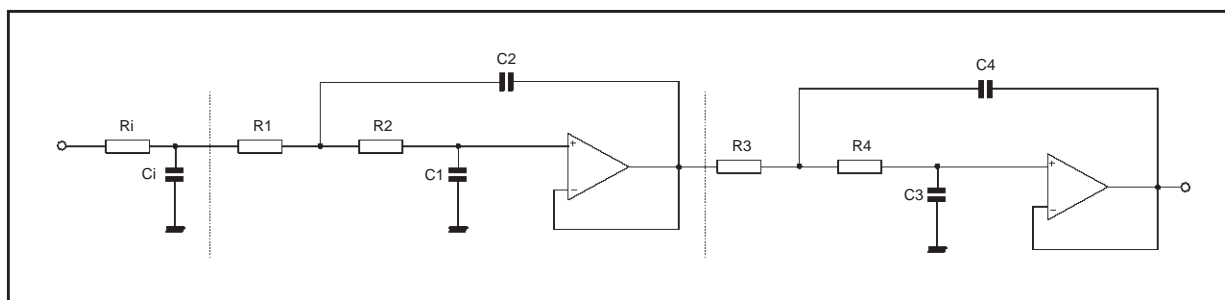 C2
C4
Ri
R1
R2
R3
R4
Ci
C1
C3
+
−
+
−